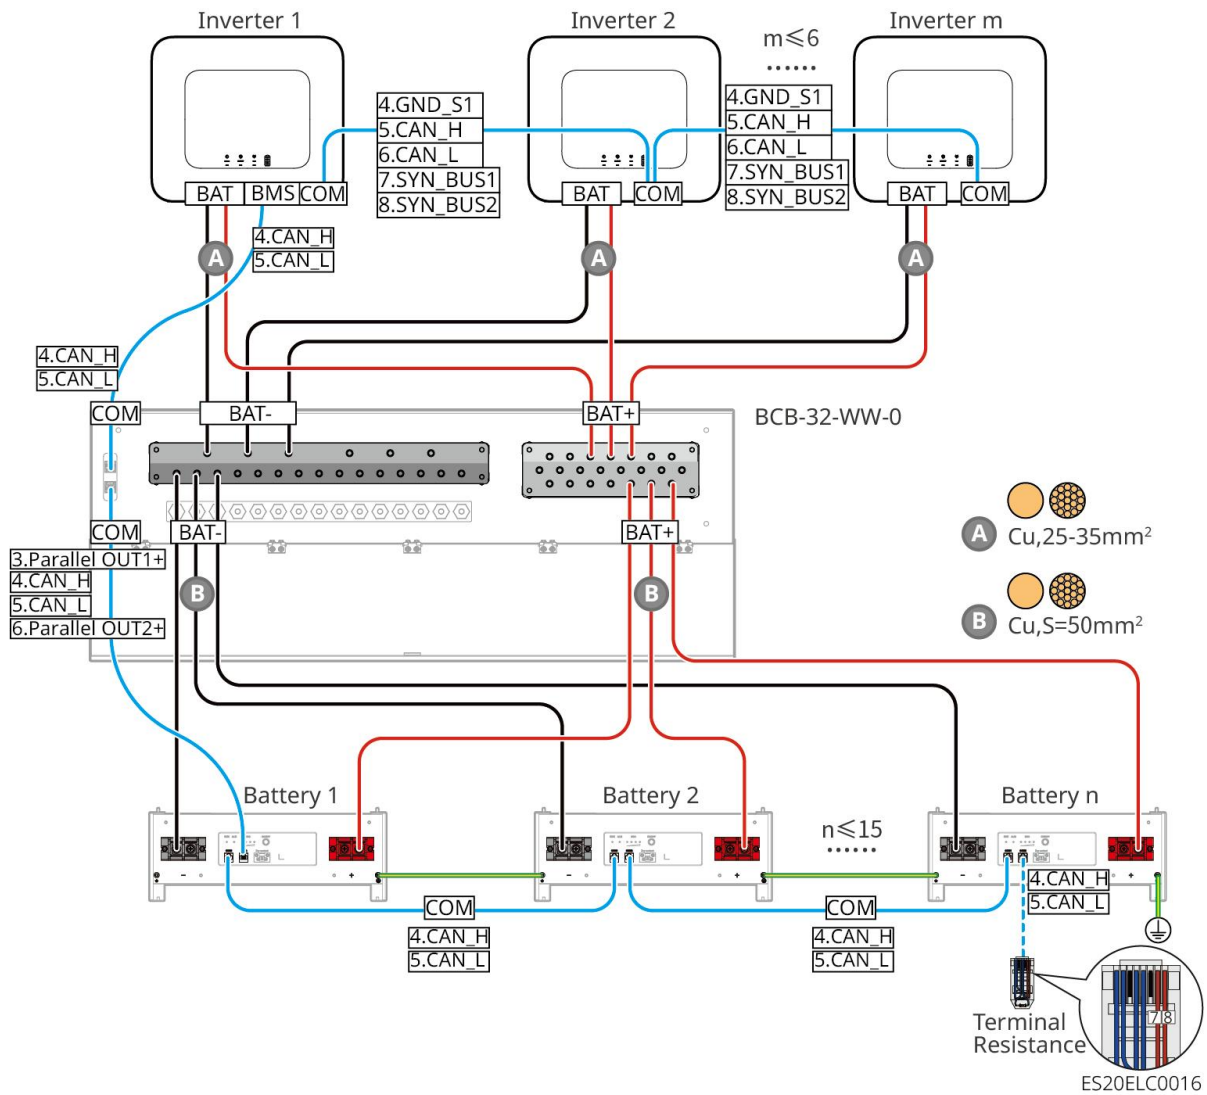 Inverter 1
Inverter 2
Inverter m
m≤6
......
4.GND_S1
5.CAN_H
6.CAN_L
7.SYN_BUS1
8.SYN_BUS2
4.GND_S1
5.CAN_H
6.CAN_L
7.SYN_BUS1
8.SYN_BUS2
BAT
BMS
COM
BAT
COM
BAT
COM
4.CAN_H
5.CAN_L
A
A
A
4.CAN_H
5.CAN_L
COM
BAT-
BAT+
BCB-32-WW-0
COM
BAT-
BAT+
3.Parallel OUT1+
4.CAN_H
5.CAN_L
6.Parallel OUT2+
B
B
A
Cu,25-35mm²
B
Cu,S=50mm²
Battery 1
Battery 2
Battery n
n≤15
......
-
+
-
+
-
+
4.CAN_H
5.CAN_L
COM
4.CAN_H
5.CAN_L
COM
4.CAN_H
5.CAN_L
7 8
Terminal
Resistance
ES20ELC0016